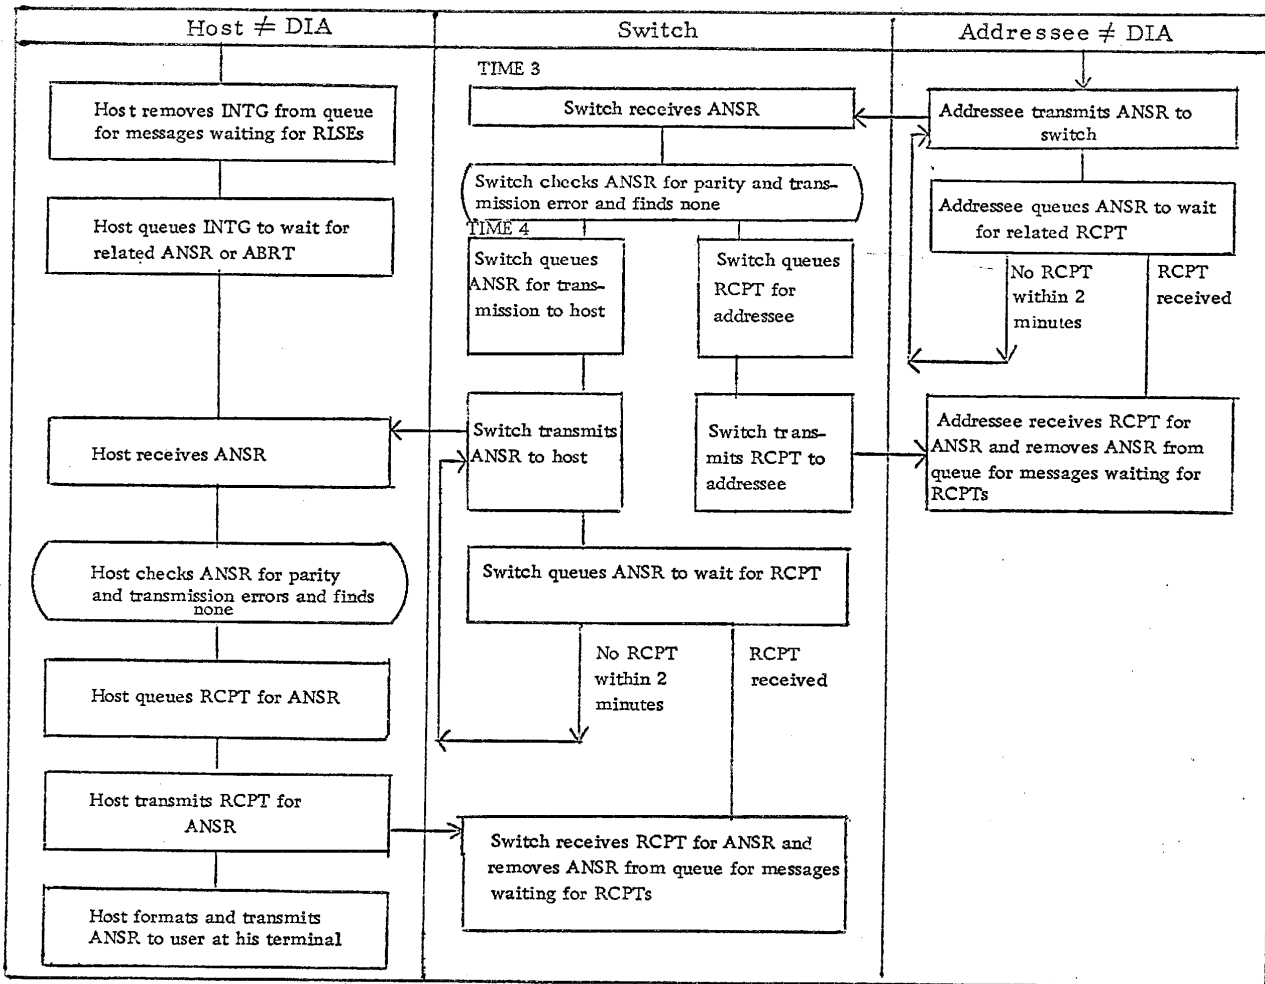 Host ≠ DIA
Switch
Addressee ≠ DIA
Host removes INTG from queue
for messages waiting for RLSEs
Host queues INTG to wait for
related ANSR or ABRT
Host receives ANSR
Host checks ANSR for parity
and transmission errors and finds
none
Host queues RCPT for ANSR
Host transmits RCPT for
ANSR
Host formats and transmits
ANSR to user at his terminal
TIME 3
Switch receives ANSR
Switch checks ANSR for parity and trans-
mission error and finds none
TIME 4
Switch queues
ANSR for trans-
mission to host
Switch queues
RCPT for
addressee
Switch transmits
ANSR to host
Switch trans-
mits RCPT to
addressee
Switch queues ANSR to wait for RCPT
No RCPT
within 2
minutes
RCPT
received
Switch receives RCPT for ANSR and
removes ANSR from queue for messages
waiting for RCPTs
Addressee transmits ANSR to
switch
Addressee queues ANSR to wait
for related RCPT
No RCPT
within 2
minutes
RCPT
received
Addressee receives RCPT for
ANSR and removes ANSR from
queue for messages waiting for
RCPTs